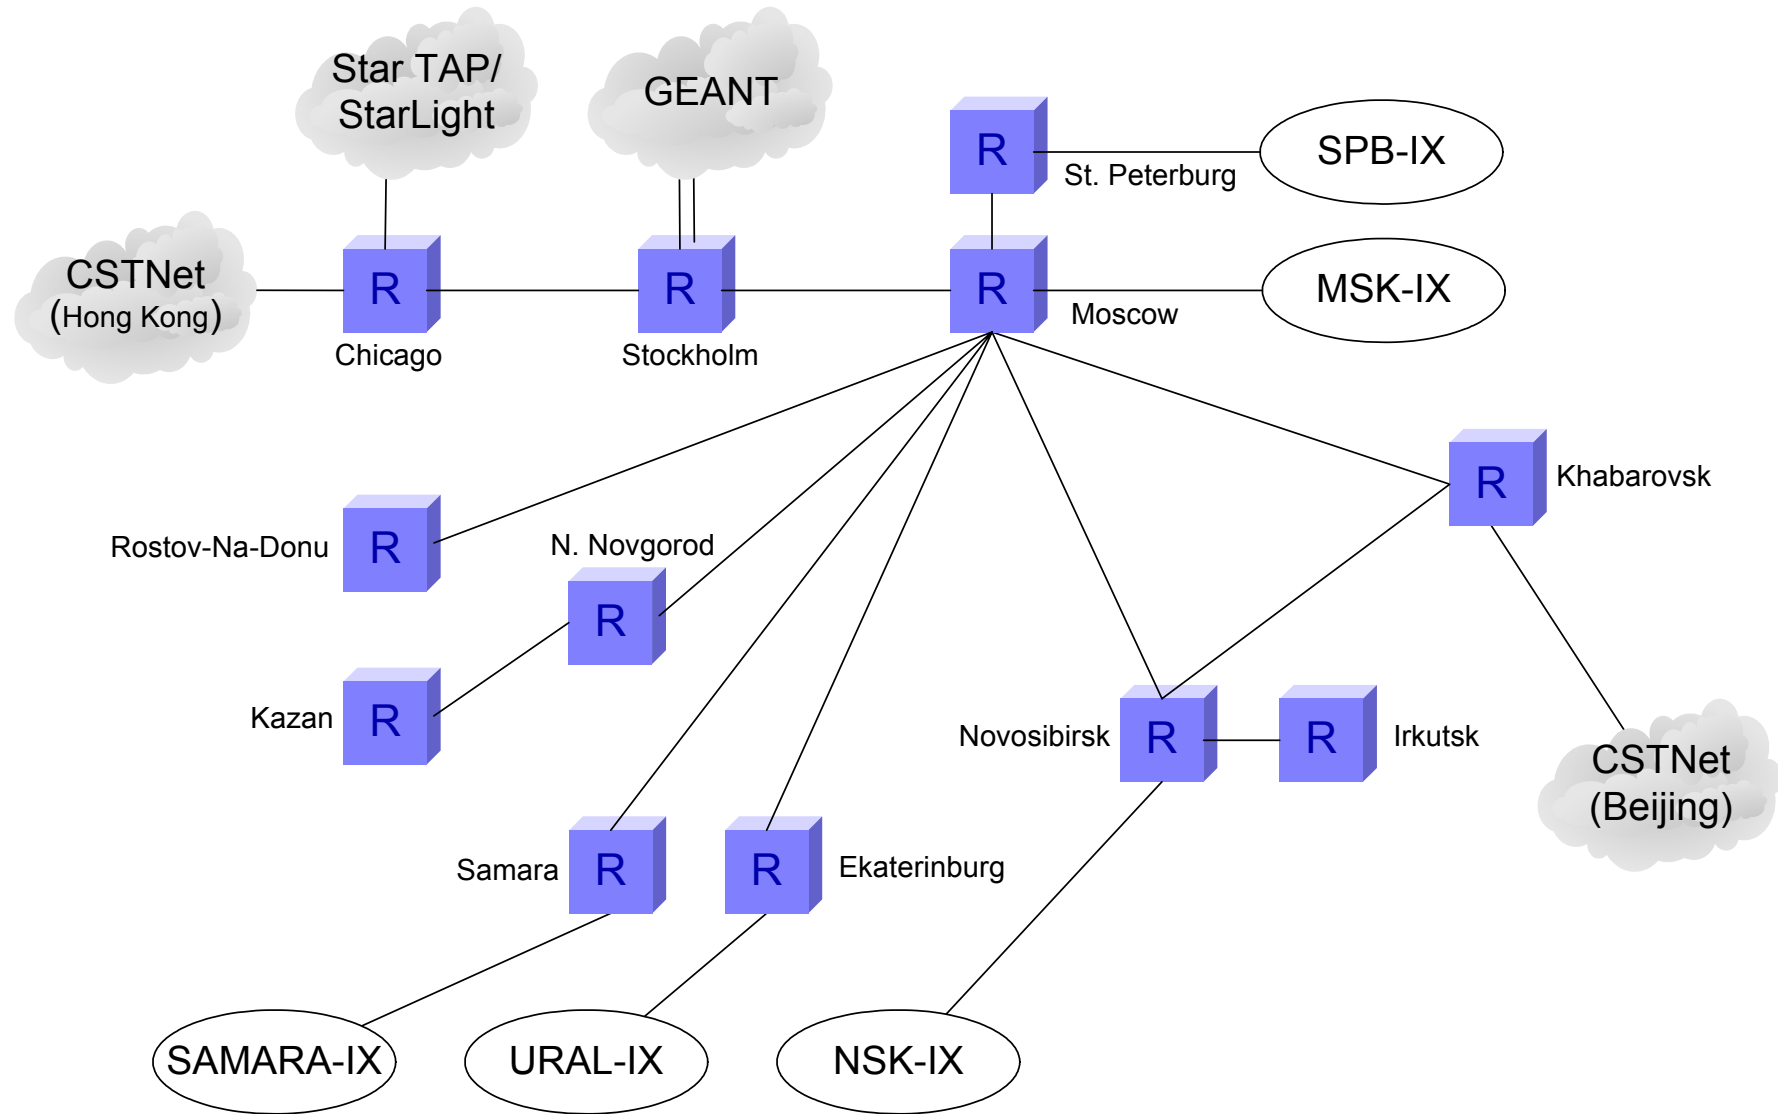 Star TAP/
StarLight
GEANT
R
SPB-IX
St. Peterburg
CSTNet
(Hong Kong)
R
R
R
MSK-IX
Moscow
Chicago
Stockholm
R
Khabarovsk
Rostov-Na-Donu
R
N. Novgorod
R
Kazan
R
Novosibirsk
R
R
Irkutsk
CSTNet
(Beijing)
Samara
R
R
Ekaterinburg
SAMARA-IX
URAL-IX
NSK-IX